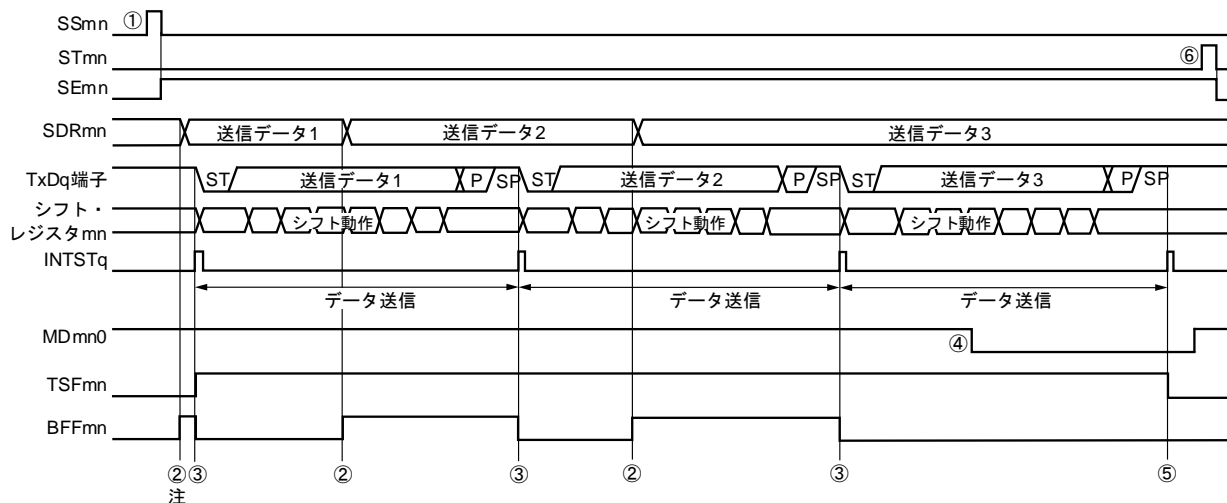 SSmn ①
STmn ⑥
SEmn
SDRmn 送信データ1 送信データ2 送信データ3
TxDq端子 ST 送信データ1 P SP ST 送信データ2 P SP ST 送信データ3 P SP
シフト・
レジスタmn シフト動作 シフト動作 シフト動作
INTSTq
データ送信 データ送信 データ送信
MDmn0 ④
TSFmn
BFFmn
② ③ ② ③ ② ③ ⑤
注